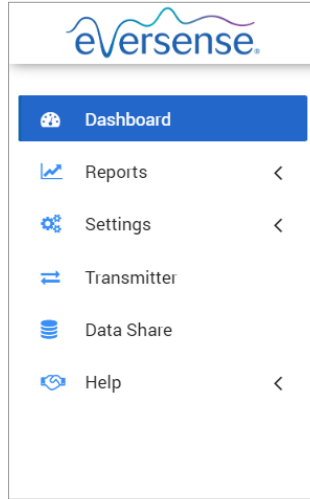 eversense.
Dashboard
Reports
Settings
Transmitter
Data Share
Help